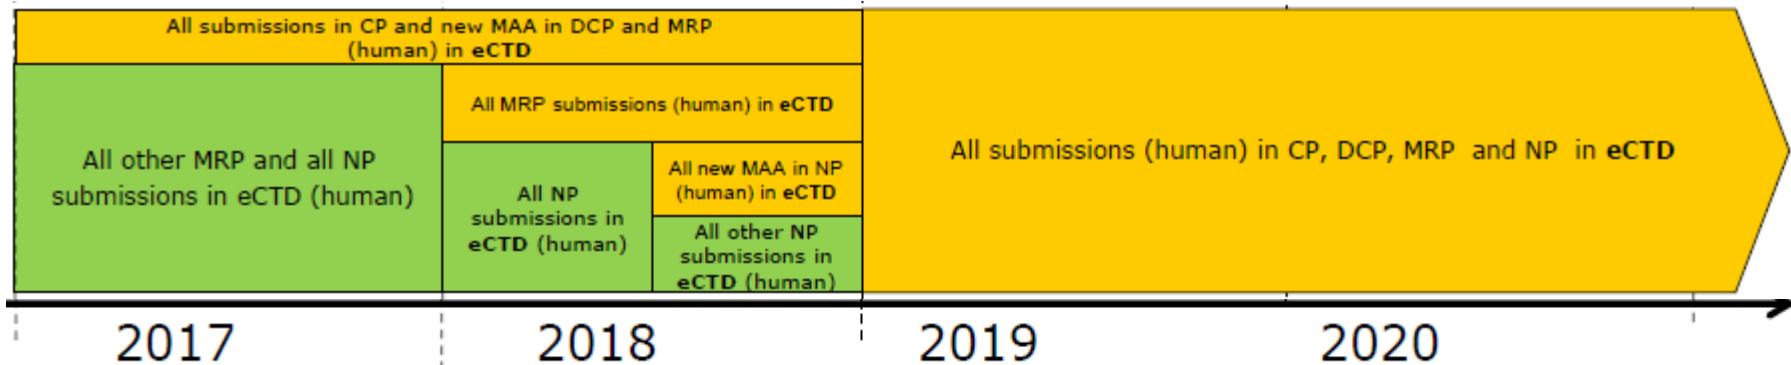 All submissions in CP and new MAA in DCP and MRP
(human) in eCTD
All other MRP and all NP
submissions in eCTD (human)
All MRP submissions (human) in eCTD
All NP
submissions in
eCTD (human)
All new MAA in NP
(human) in eCTD
All other NP
submissions in
eCTD (human)
All submissions (human) in CP, DCP, MRP and NP in eCTD
2017
2018
2019
2020